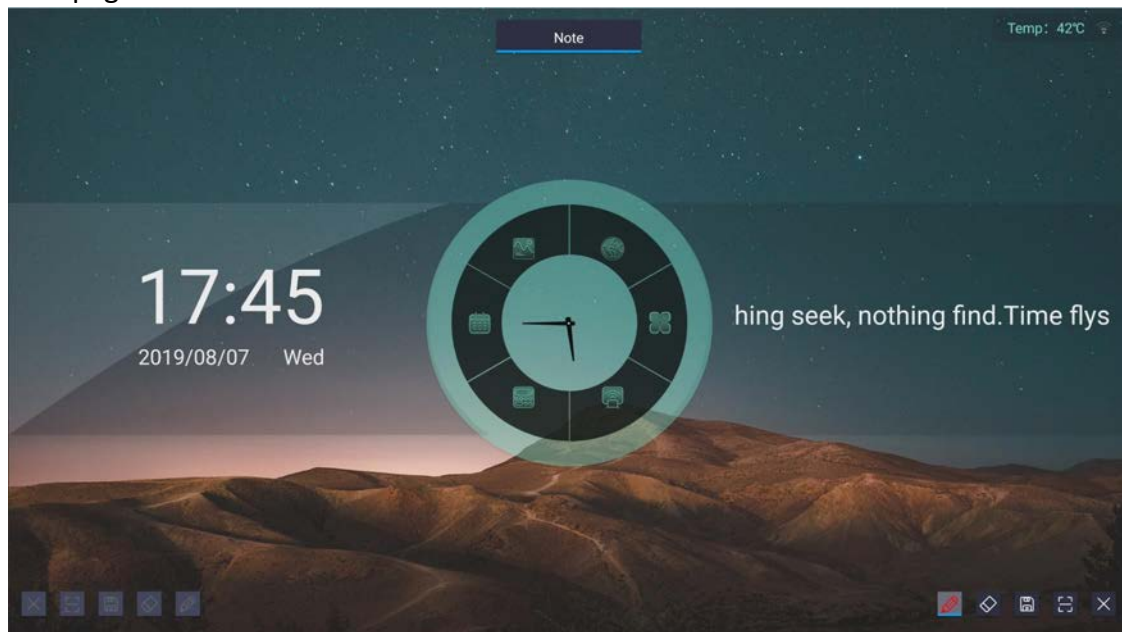 Note
Temp: 42℃
17:45
2019/08/07 Wed
hing seek, nothing find.Time flys